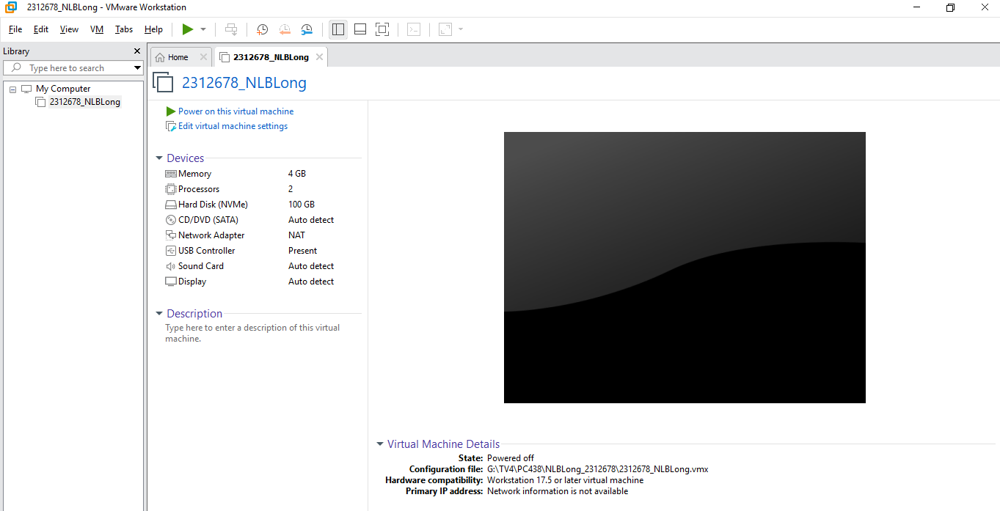 2312678_NLBLong - VMware Workstation
File Edit View VM Tabs Help
Library
Type here to search
My Computer
2312678_NLBLong
Home
2312678_NLBLong
2312678_NLBLong
Power on this virtual machine
Edit virtual machine settings
Devices
Memory 4 GB
Processors 2
Hard Disk (NVMe) 100 GB
CD/DVD (SATA) Auto detect
Network Adapter NAT
USB Controller Present
Sound Card Auto detect
Display Auto detect
Description
Type here to enter a description of this virtual
machine.
Virtual Machine Details
State: Powered off
Configuration file: G:\TV4\PC438\NLBLong_2312678\2312678_NLBLong.vmx
Hardware compatibility: Workstation 17.5 or later virtual machine
Primary IP address: Network information is not available